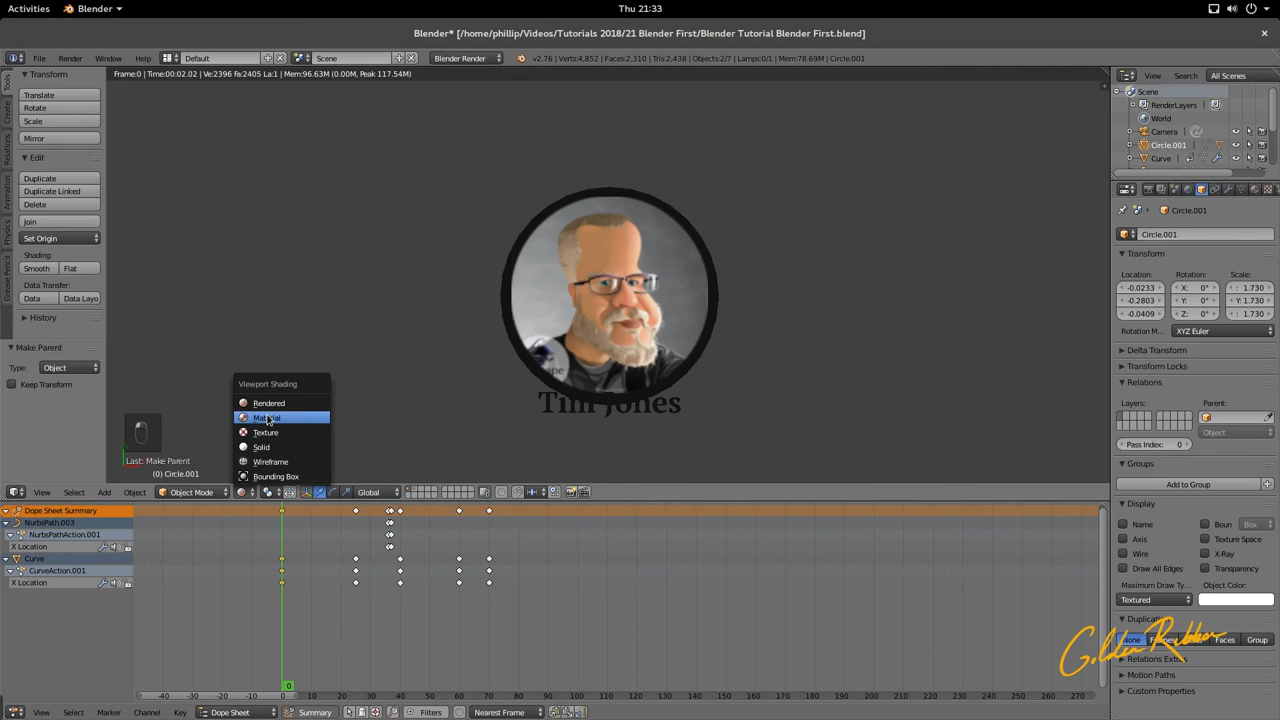 Activities Blender Thu 21:33
Blender* [/home/phillip/Videos/Tutorials 2018/21 Blender First/Blender Tutorial Blender First.blend]
File Render Window Help Default Scene Blender Render v2.76 | Verts:4,852 | Faces:2,310 | Tris:2,438 | Objects:2/7 | Lamps:0/1 | Mem:78.69M | Circle.001
Frame:0 | Time:00:02.02 | Ve:2396 Fa:2405 La:1 | Mem:96.63M (0.00M, Peak 117.54M)
Transform
Translate
Rotate
Scale
Mirror
Edit
Duplicate
Duplicate Linked
Delete
Join
Set Origin
Shading:
Smooth Flat
Data Transfer:
Data Data Layo
History
Make Parent
Type: Object
Keep Transform
Tools
Create
Relations
Animation
Physics
Grease Pencil
Tim Jones
Viewport Shading
Rendered
Material
Texture
Solid
Wireframe
Bounding Box
Last: Make Parent
(0) Circle.001
View Select Add Object Object Mode Global
Dope Sheet Summary
NurbsPath.003
NurbsPathAction.001
X Location
Curve
CurveAction.001
X Location
0
-40 -30 -20 -10 0 10 20 30 40 50 60 70 80 90 100 110 120 130 140 150 160 170 180 190 200 210 220 230 240 250 260 270
View Select Marker Channel Key Dope Sheet Summary Filters Nearest Frame
View Search All Scenes
Scene
RenderLayers
World
Camera
Circle.001
Curve
Circle.001
Circle.001
Transform
Location: Rotation: Scale:
-0.0233 X: 0° X: 1.730
-0.2803 Y: 0° Y: 1.730
-0.0409 Z: 0° Z: 1.730
Rotation M... XYZ Euler
Delta Transform
Transform Locks
Relations
Layers: Parent:
Object
Pass Index: 0
Groups
Add to Group
Display
Name Boun Box
Axis Texture Space
Wire X-Ray
Draw All Edges Transparency
Maximum Draw Ty... Object Color:
Textured
None Faces Group
Relations Extras
Motion Paths
Custom Properties
Golden Ribbon